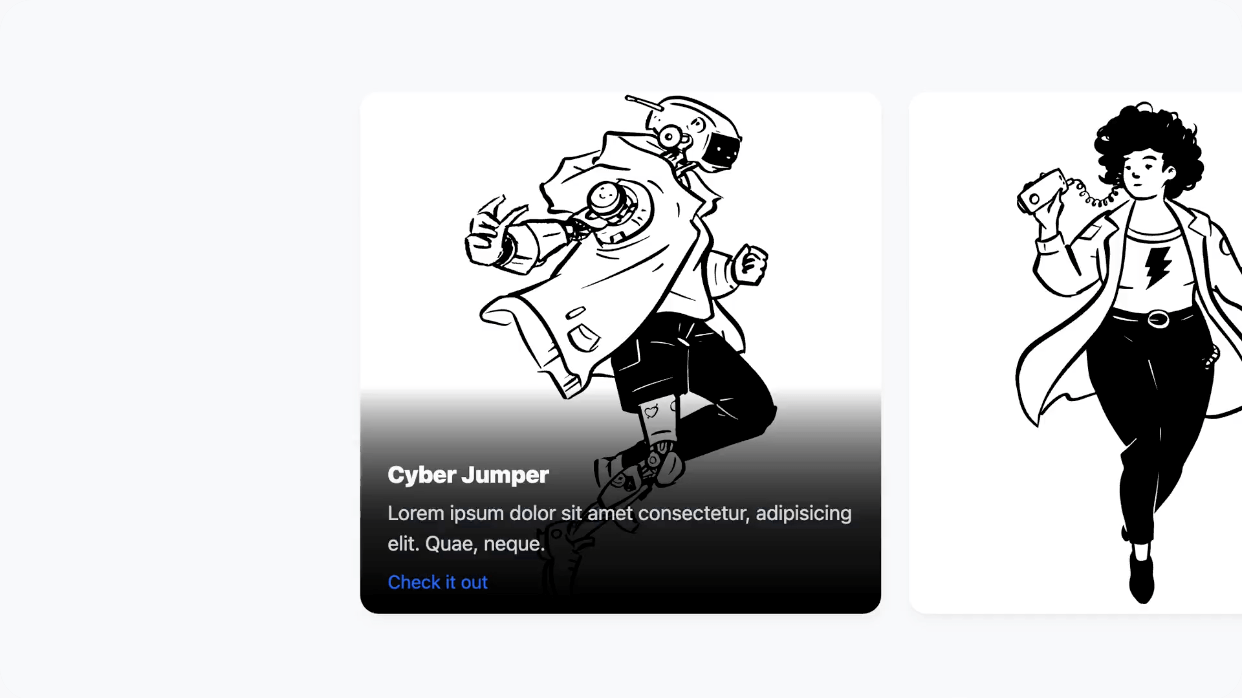 Cyber Jumper
Lorem ipsum dolor sit amet consectetur, adipisicing
elit. Quae, neque.
Check it out